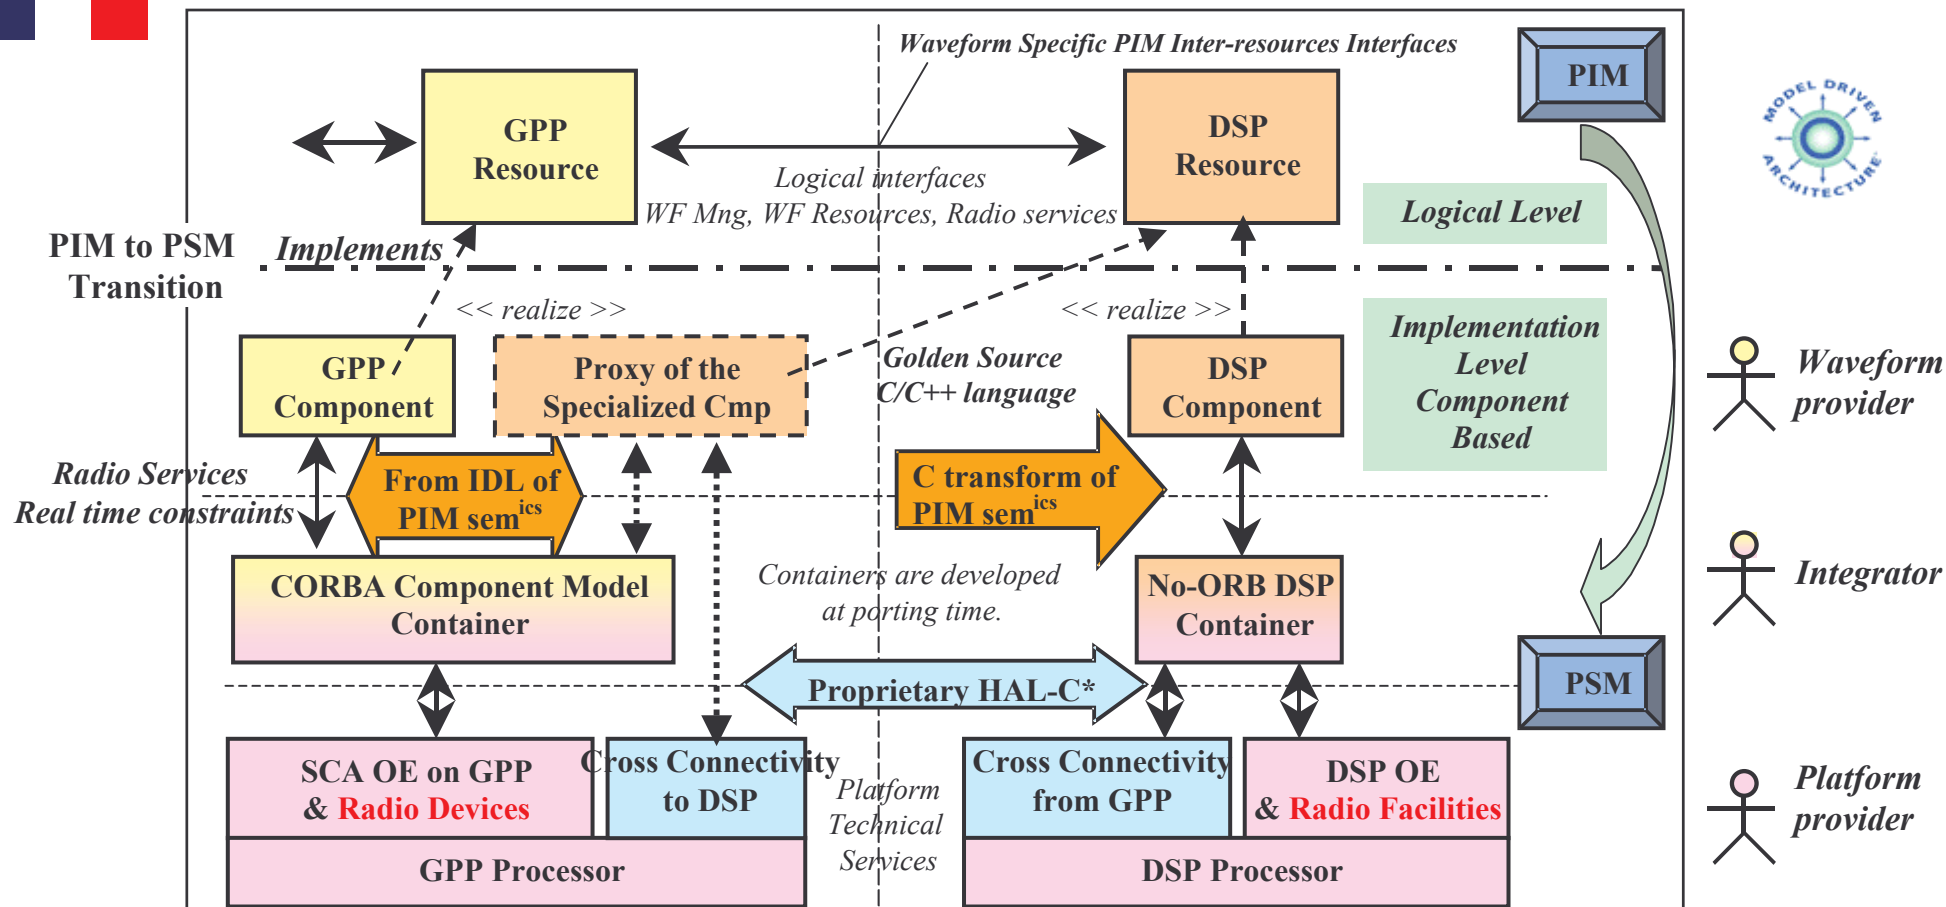 Waveform Specific PIM Inter-resources Interfaces
PIM
MODEL DRIVEN
ARCHITECTURE
GPP
Resource
DSP
Resource
Logical interfaces
WF Mng, WF Resources, Radio services
Logical Level
PIM to PSM
Transition
Implements
<< realize >>
<< realize >>
GPP
Component
Proxy of the
Specialized Cmp
Golden Source
C/C++ language
DSP
Component
Implementation
Level
Component
Based
Waveform
provider
Radio Services
Real time constraints
From IDL of
PIM sem^ics
C transform of
PIM sem^ics
CORBA Component Model
Container
Containers are developed
at porting time.
No-ORB DSP
Container
Integrator
Proprietary HAL-C*
PSM
SCA OE on GPP
& Radio Devices
Cross Connectivity
to DSP
Platform
Technical
Services
Cross Connectivity
from GPP
DSP OE
& Radio Facilities
Platform
provider
GPP Processor
DSP Processor